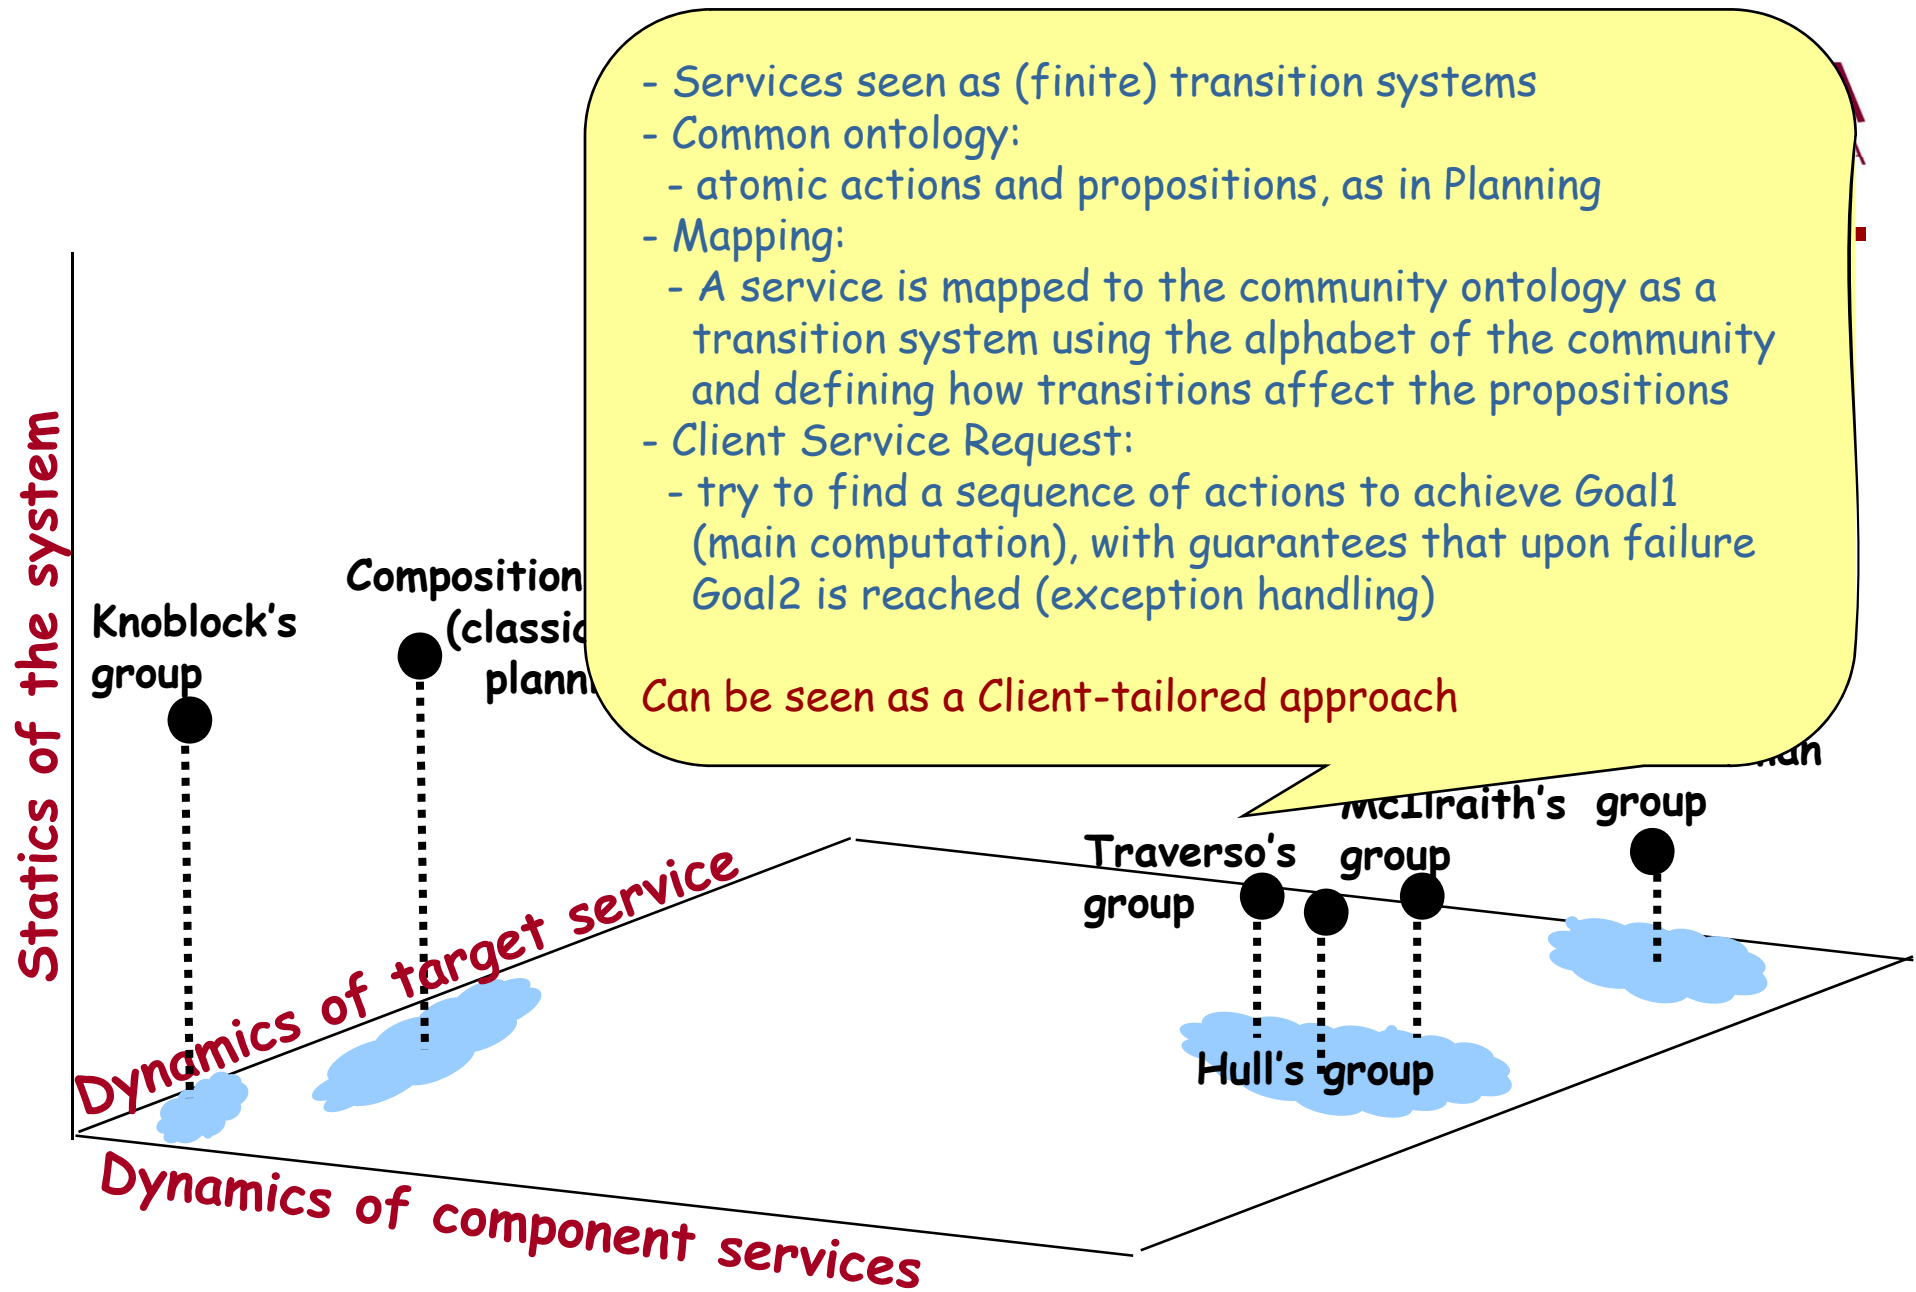 - Services seen as (finite) transition systems
- Common ontology:
- atomic actions and propositions, as in Planning
- Mapping:
- A service is mapped to the community ontology as a
transition system using the alphabet of the community
and defining how transitions affect the propositions
- Client Service Request:
- try to find a sequence of actions to achieve Goal1
(main computation), with guarantees that upon failure
Goal2 is reached (exception handling)
Can be seen as a Client-tailored approach
Statics of the system
Knoblock's
group
Composition
Traverso's
group
McIlraith's
group
group
Hull's group
Dynamics of target service
Dynamics of component services